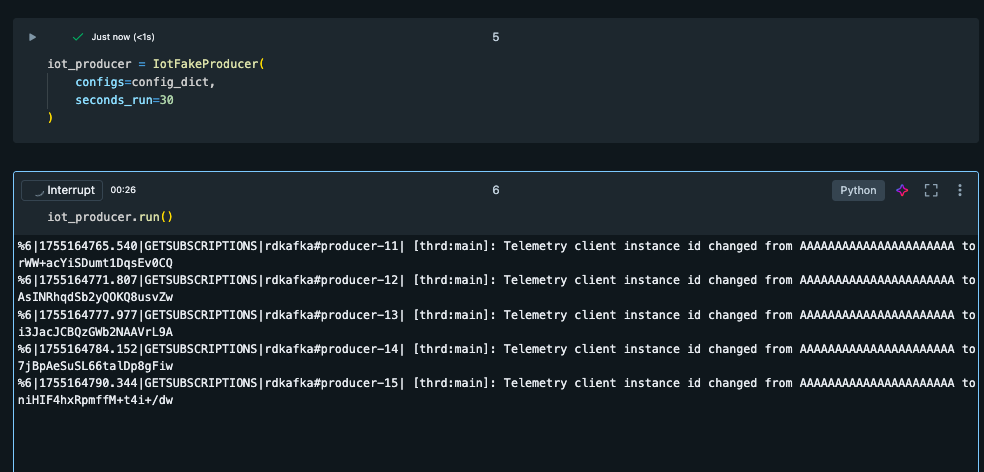 Just now (<1s)
5
iot_producer = IotFakeProducer(
configs=config_dict,
seconds_run=30
)
Interrupt 00:26
6
Python
iot_producer.run()
%6|1755164765.540|GETSUBSCRIPTIONS|rdkafka#producer-11| [thrd:main]: Telemetry client instance id changed from AAAAAAAAAAAAAAAAAAAAAA to
rWW+acYiSDumt1DqsEv0CQ
%6|1755164771.807|GETSUBSCRIPTIONS|rdkafka#producer-12| [thrd:main]: Telemetry client instance id changed from AAAAAAAAAAAAAAAAAAAAAA to
AsINRhqdSb2yQOKQ8usvZw
%6|1755164777.977|GETSUBSCRIPTIONS|rdkafka#producer-13| [thrd:main]: Telemetry client instance id changed from AAAAAAAAAAAAAAAAAAAAAA to
i3JacJCBQzGWb2NAAVrL9A
%6|1755164784.152|GETSUBSCRIPTIONS|rdkafka#producer-14| [thrd:main]: Telemetry client instance id changed from AAAAAAAAAAAAAAAAAAAAAA to
7jBpAeSuSL66talDp8gFiw
%6|1755164790.344|GETSUBSCRIPTIONS|rdkafka#producer-15| [thrd:main]: Telemetry client instance id changed from AAAAAAAAAAAAAAAAAAAAAA to
niHIF4hxRpmffM+t4i+/dw